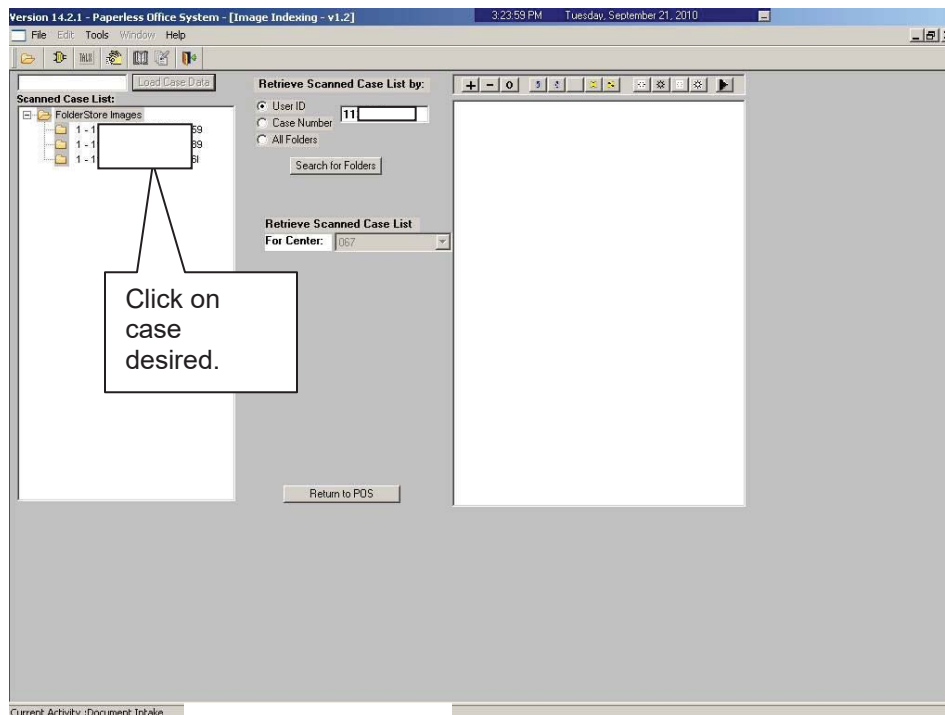 Version 14.2.1 - Paperless Office System - [Image Indexing - v1.2]
3:23:59 PM Tuesday, September 21, 2010
File Edit Tools Window Help
Load Case Data
Scanned Case List:
FolderStore Images
1 - 1 59
1 - 1 89
1 - 1 6I
Retrieve Scanned Case List by:
User ID
11
Case Number
All Folders
Search for Folders
Retrieve Scanned Case List
For Center: 067
Click on
case
desired.
Return to POS
Current Activity :Document Intake